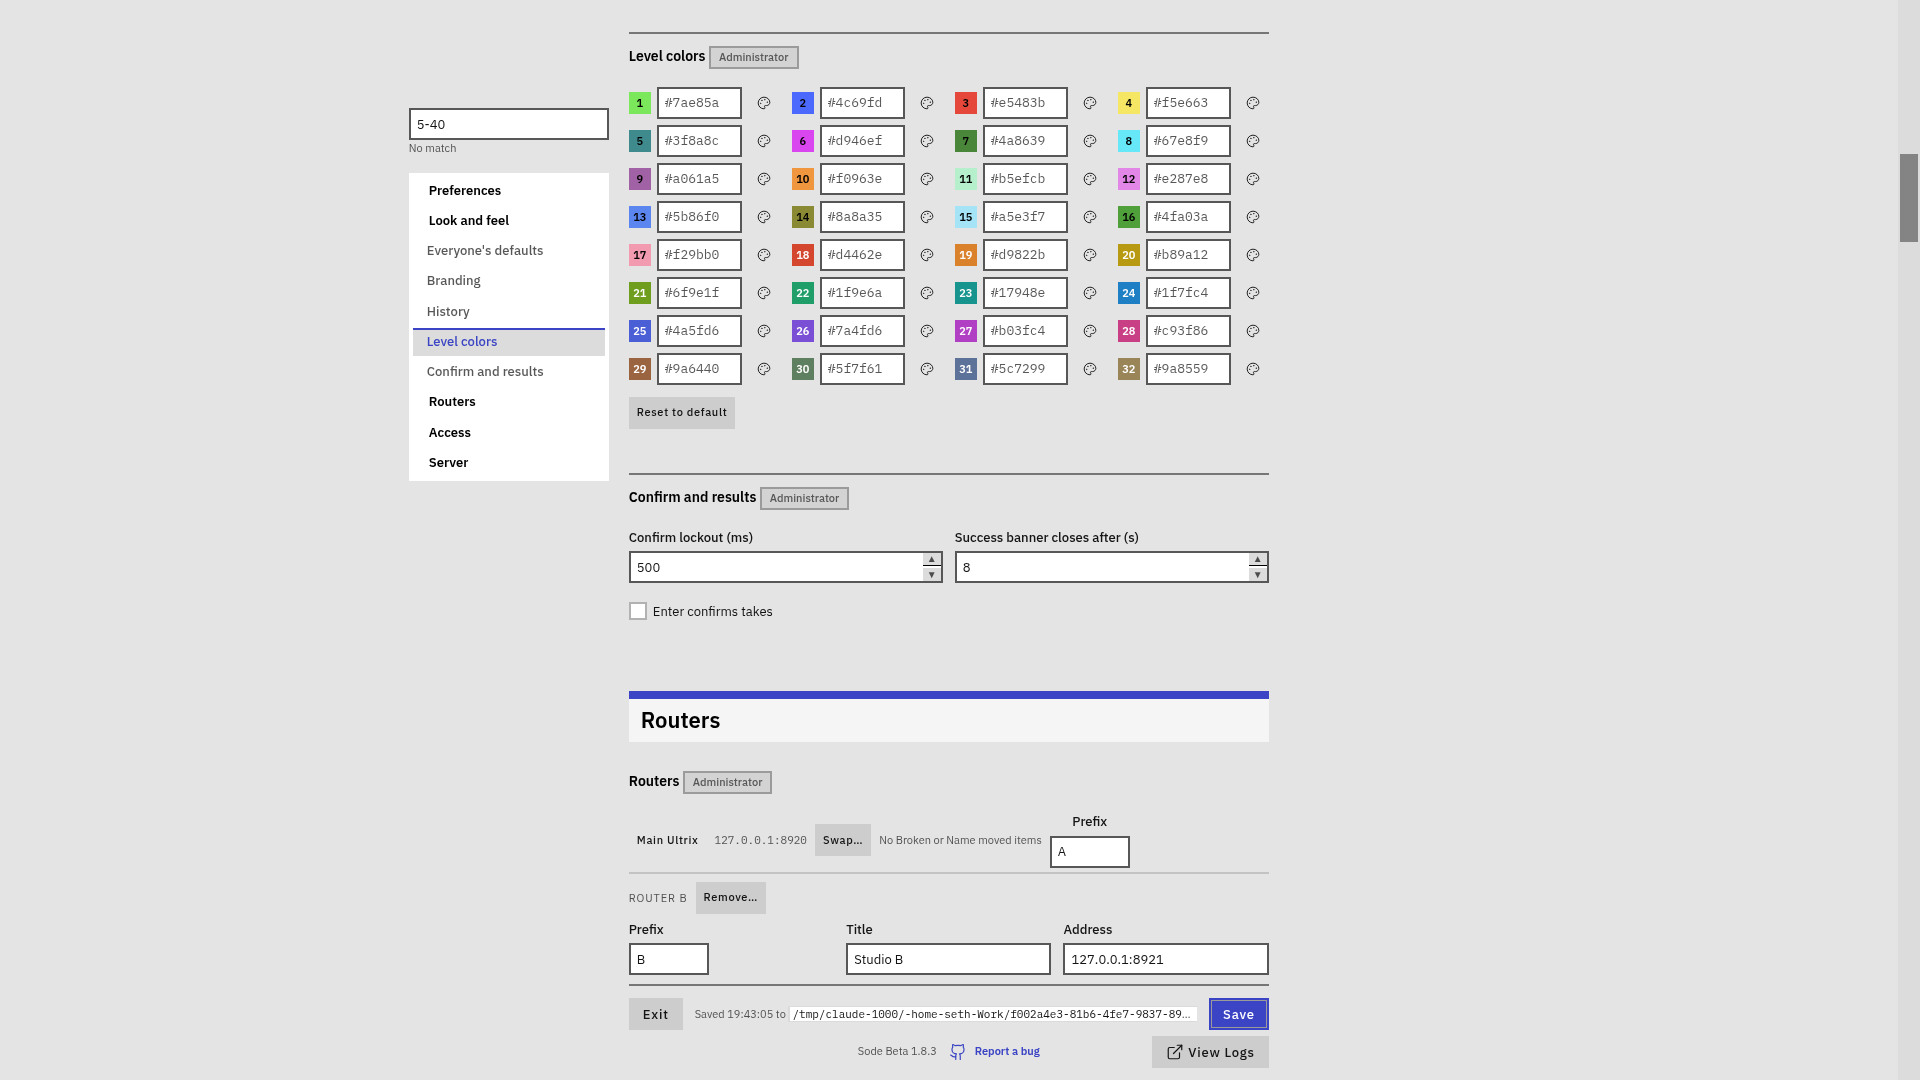 Level colors Administrator
1 #7ae85a 2 #4c69fd 3 #e5483b 4 #f5e663
5-40
No match
5 #3f8a8c 6 #d946ef 7 #4a8639 8 #67e8f9
9 #a061a5 10 #f0963e 11 #b5efcb 12 #e287e8
13 #5b86f0 14 #8a8a35 15 #a5e3f7 16 #4fa03a
17 #f29bb0 18 #d4462e 19 #d9822b 20 #b89a12
21 #6f9e1f 22 #1f9e6a 23 #17948e 24 #1f7fc4
25 #4a5fd6 26 #7a4fd6 27 #b03fc4 28 #c93f86
29 #9a6440 30 #5f7f61 31 #5c7299 32 #9a8559
Preferences
Look and feel
Everyone's defaults
Branding
History
Level colors
Confirm and results
Routers
Access
Server
Reset to default
Confirm and results Administrator
Confirm lockout (ms) Success banner closes after (s)
500 8
Enter confirms takes
Routers
Routers Administrator
Prefix
Main Ultrix 127.0.0.1:8920 Swap... No Broken or Name moved items A
ROUTER B Remove...
Prefix Title Address
B Studio B 127.0.0.1:8921
Exit Saved 19:43:05 to /tmp/claude-1000/-home-seth-Work/f002a4e3-81b6-4fe7-9837-89... Save
Sode Beta 1.8.3 Report a bug View Logs